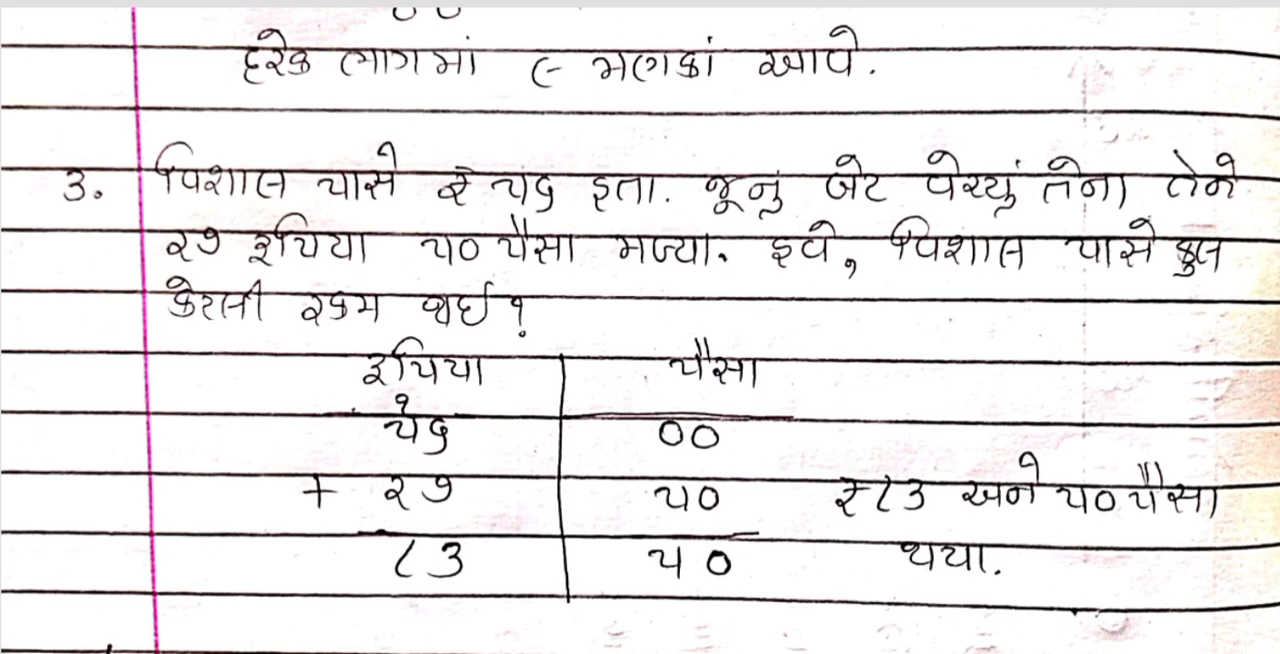 દરેક ભાગમાં ૯ મણકાં આવે.
૩. વિશાલ પાસે ₹ ૫૬ હતા. જૂનું બેટ વેચ્યું તેના તેને
૨૭ રૂપિયા ૫૦ પૈસા મળ્યા. હવે, વિશાલ પાસે કુલ
કેટલી રકમ થઈ?
રૂપિયા પૈસા
૧
૫૬ ૦૦
+ ૨૭ ૫૦ ₹ ૮૩ અને ૫૦ પૈસા
૮૩ ૫૦ થયા.